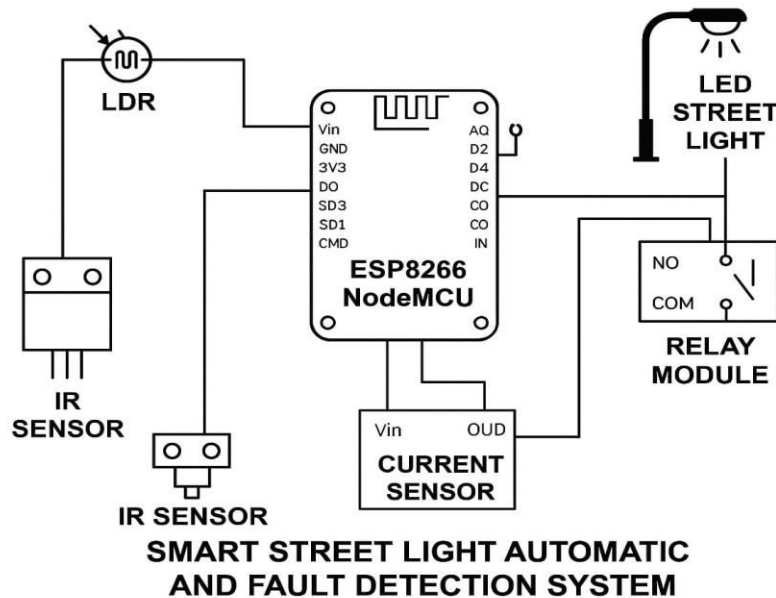 LDR
Vin
GND
3V3
DO
SD3
SD1
CMD
AQ
D2
D4
DC
CO
CO
IN
ESP8266
NodeMCU
LED
STREET
LIGHT
NO
COM
RELAY
MODULE
IR
SENSOR
IR SENSOR
Vin OUD
CURRENT
SENSOR
SMART STREET LIGHT AUTOMATIC
AND FAULT DETECTION SYSTEM